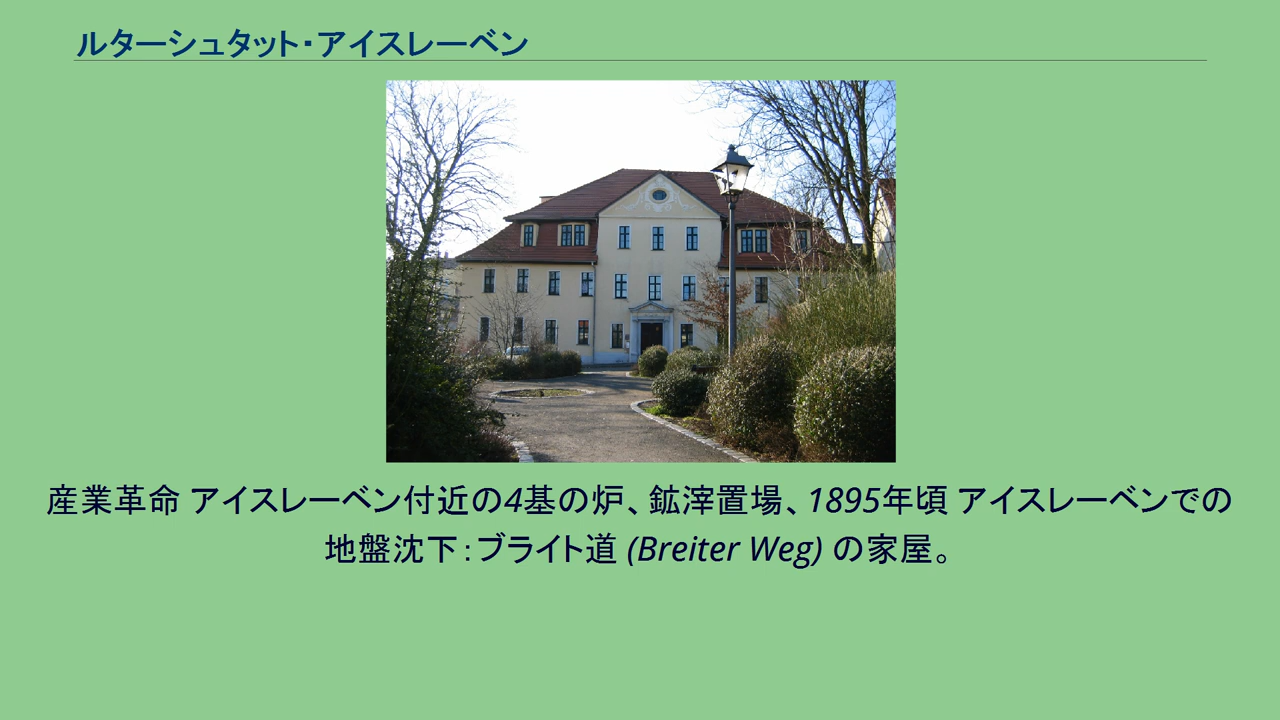 ルターシュタット・アイスレーベン
産業革命 アイスレーベン付近の4基の炉、鉱滓置場、1895年頃 アイスレーベンでの
地盤沈下：ブライト道 (Breiter Weg) の家屋。